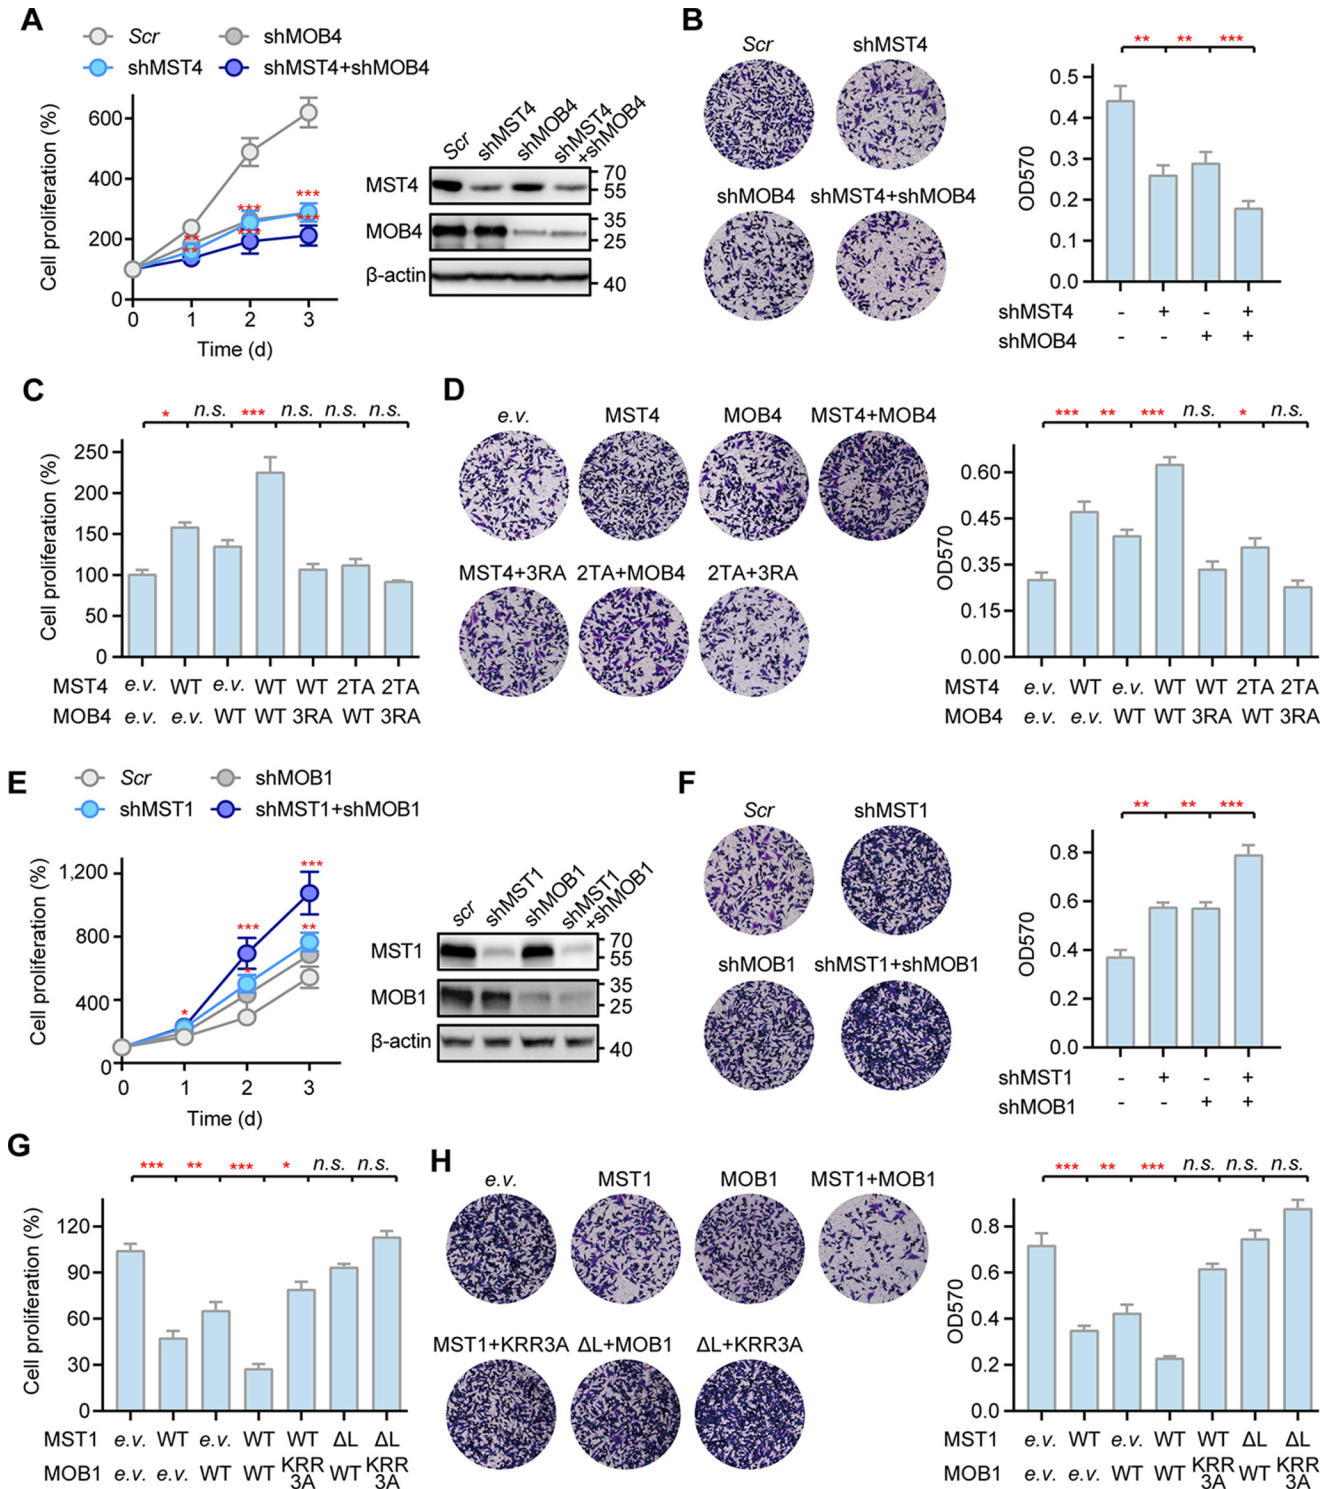 A
Scr
shMOB4
shMST4
shMST4+shMOB4
Cell proliferation (%)
600
400
200
0
***
***
***
***
**
**
0 1 2 3
Time (d)
Scr
shMST4
shMOB4
shMST4
+shMOB4
MST4
70
55
MOB4
35
25
β-actin
40
B
Scr
shMST4
shMOB4
shMST4+shMOB4
** ** ***
OD570
0.5
0.4
0.3
0.2
0.1
0.0
shMST4 - + - +
shMOB4 - - + +
C
* n.s. *** n.s. n.s. n.s.
Cell proliferation (%)
250
200
150
100
50
0
MST4 e.v. WT e.v. WT WT 2TA 2TA
MOB4 e.v. e.v. WT WT 3RA WT 3RA
D
e.v.
MST4
MOB4
MST4+MOB4
MST4+3RA
2TA+MOB4
2TA+3RA
*** ** *** n.s. * n.s.
OD570
0.60
0.45
0.35
0.15
0.00
MST4 e.v. WT e.v. WT WT 2TA 2TA
MOB4 e.v. e.v. WT WT 3RA WT 3RA
E
Scr
shMOB1
shMST1
shMST1+shMOB1
Cell proliferation (%)
1,200
800
400
0
***
***
**
*
*
0 1 2 3
Time (d)
scr
shMST1
shMOB1
shMST1
+shMOB1
MST1
70
55
MOB1
35
25
β-actin
40
F
Scr
shMST1
shMOB1
shMST1+shMOB1
** ** ***
OD570
0.8
0.6
0.4
0.2
0.0
shMST1 - + - +
shMOB1 - - + +
G
*** ** *** * n.s. n.s.
Cell proliferation (%)
120
90
60
30
0
MST1 e.v. WT e.v. WT WT ΔL ΔL
MOB1 e.v. e.v. WT WT KRR 3A WT KRR 3A
H
e.v.
MST1
MOB1
MST1+MOB1
MST1+KRR3A
ΔL+MOB1
ΔL+KRR3A
*** ** *** n.s. n.s. n.s.
OD570
0.8
0.6
0.4
0.2
0.0
MST1 e.v. WT e.v. WT WT ΔL ΔL
MOB1 e.v. e.v. WT WT KRR 3A WT KRR 3A